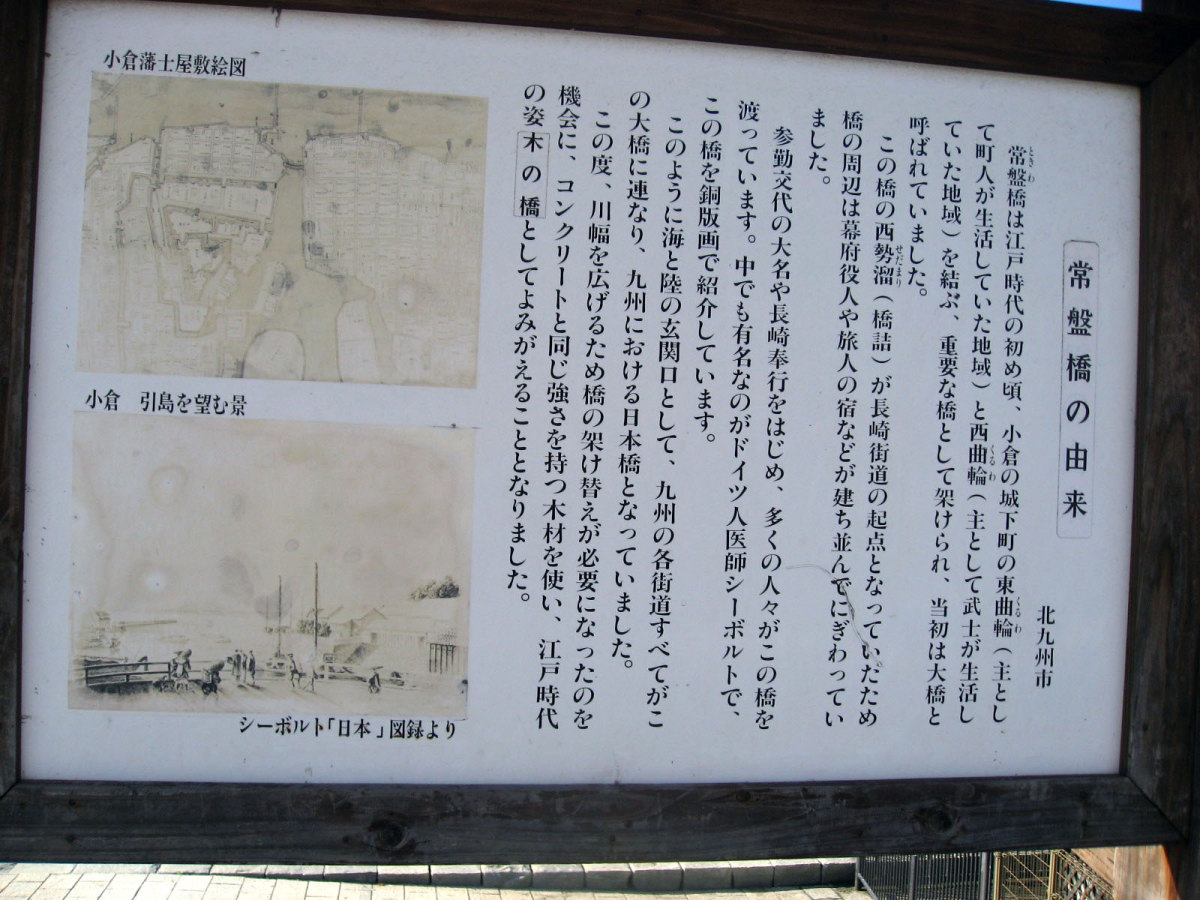 常盤橋の由来
北九州市
常盤橋は江戸時代の初め頃、小倉の城下町の東曲輪（主とし
ときわ
くるわ
て町人が生活していた地域）と西曲輪（主として武士が生活し
くるわ
ていた地域）を結ぶ、重要な橋として架けられ、当初は大橋と
呼ばれていました。
この橋の西勢溜（橋詰）が長崎街道の起点となっていたため
せだまり
橋の周辺は幕府役人や旅人の宿などが建ち並んでにぎわってい
ました。
参勤交代の大名や長崎奉行をはじめ、多くの人々がこの橋を
渡っています。中でも有名なのがドイツ人医師シーボルトで、
この橋を銅版画で紹介しています。
このように海と陸の玄関口として、九州の各街道すべてがこ
の大橋に連なり、九州における日本橋となっていました。
この度、川幅を広げるため橋の架け替えが必要になったのを
機会に、コンクリートと同じ強さを持つ木材を使い、江戸時代
の姿木の橋としてよみがえることとなりました。
小倉藩士屋敷絵図
小倉　引島を望む景
シーボルト「日本」図録より